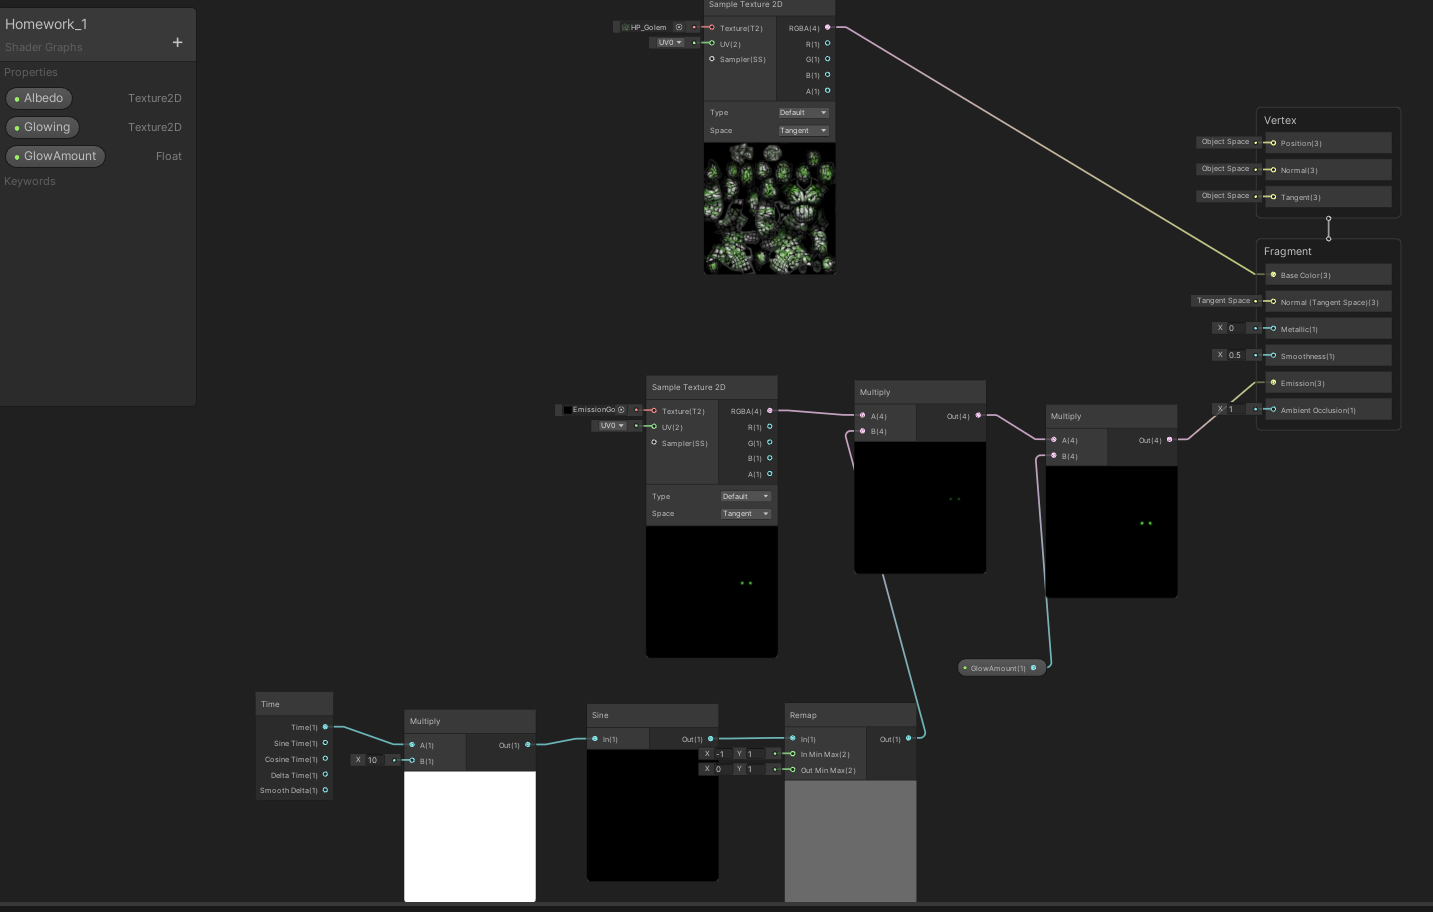 Homework_1
Shader Graphs
+
Properties
Albedo Texture2D
Glowing Texture2D
GlowAmount Float
Keywords
Sample Texture 2D
HP_Golem
Texture(T2) RGBA(4)
UV0 UV(2) R(1)
Sampler(SS) G(1)
B(1)
A(1)
Type Default
Space Tangent
Vertex
Object Space Position(3)
Object Space Normal(3)
Object Space Tangent(3)
Fragment
Base Color(3)
Tangent Space Normal (Tangent Space)(3)
X 0 Metallic(1)
X 0.5 Smoothness(1)
Emission(3)
X 1 Ambient Occlusion(1)
Sample Texture 2D
EmissionGo
Texture(T2) RGBA(4)
UV0 UV(2) R(1)
Sampler(SS) G(1)
B(1)
A(1)
Type Default
Space Tangent
Multiply
A(4) Out(4)
B(4)
Multiply
A(4) Out(4)
B(4)
GlowAmount(1)
Time
Time(1)
Sine Time(1)
Cosine Time(1)
Delta Time(1)
Smooth Delta(1)
Multiply
A(1) Out(1)
X 10 B(1)
Sine
In(1) Out(1)
Remap
In(1) Out(1)
X -1 Y 1 In Min Max(2)
X 0 Y 1 Out Min Max(2)